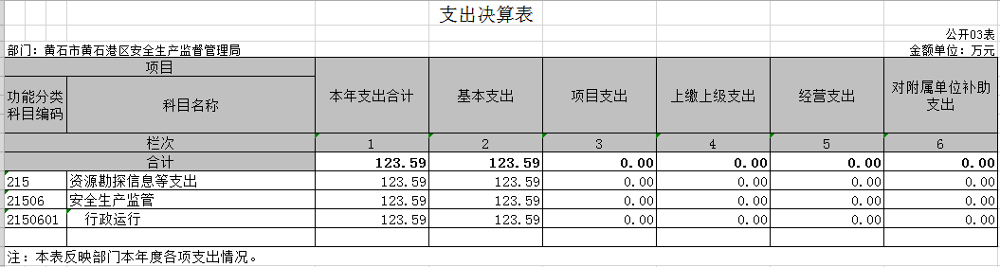 支出决算表
公开03表
部门：黄石市黄石港区安全生产监督管理局 金额单位：万元
项目 本年支出合计 基本支出 项目支出 上缴上级支出 经营支出 对附属单位补助支出
功能分类科目编码 科目名称
栏次 1 2 3 4 5 6
合计 123.59 123.59 0.00 0.00 0.00 0.00
215 资源勘探信息等支出 123.59 123.59 0.00 0.00 0.00 0.00
21506 安全生产监管 123.59 123.59 0.00 0.00 0.00 0.00
2150601 行政运行 123.59 123.59 0.00 0.00 0.00 0.00
注：本表反映部门本年度各项支出情况。